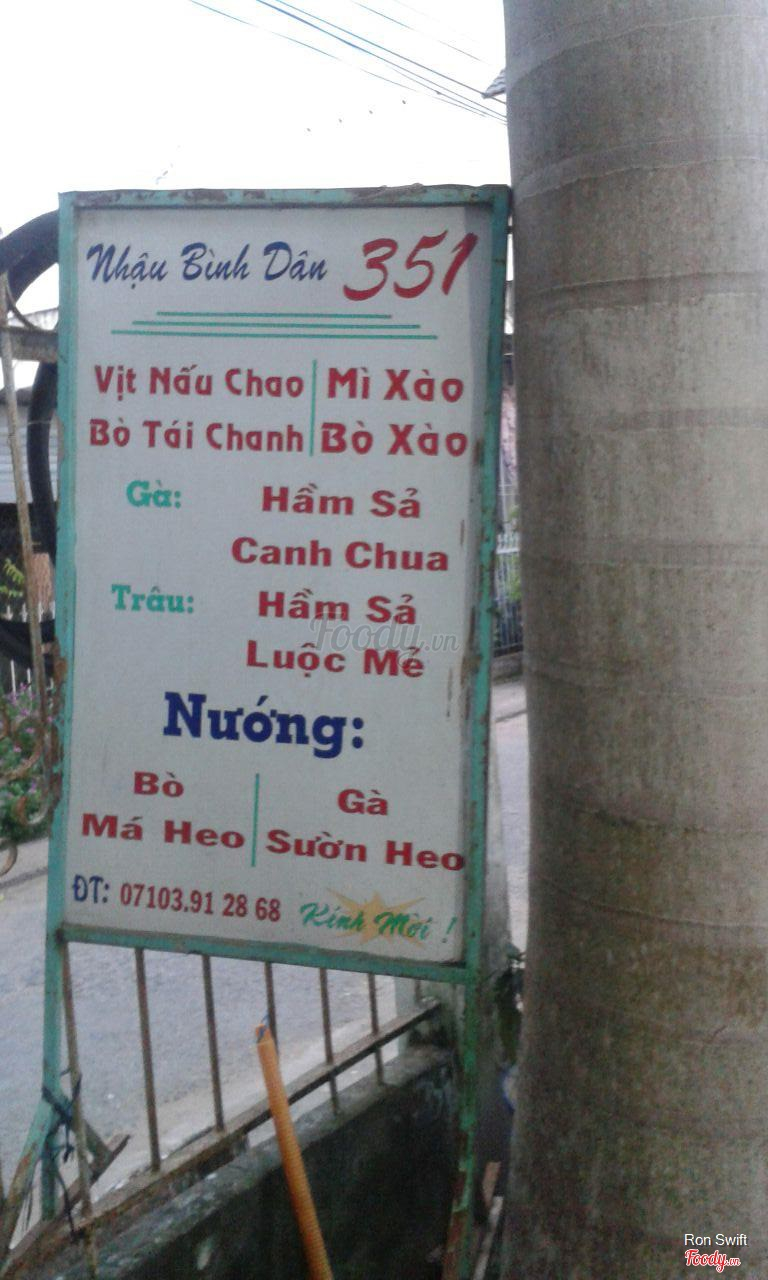 Nhậu Bình Dân 351
Vịt Nấu Chao Mì Xào
Bò Tái Chanh Bò Xào
Gà: Hầm Sả
Canh Chua
Trâu: Hầm Sả
Luộc Mẻ
Nướng:
Bò Gà
Má Heo Sườn Heo
ĐT: 07103.91 28 68 Kính Mời !
Foody.vn
Ron Swift
Foody.vn